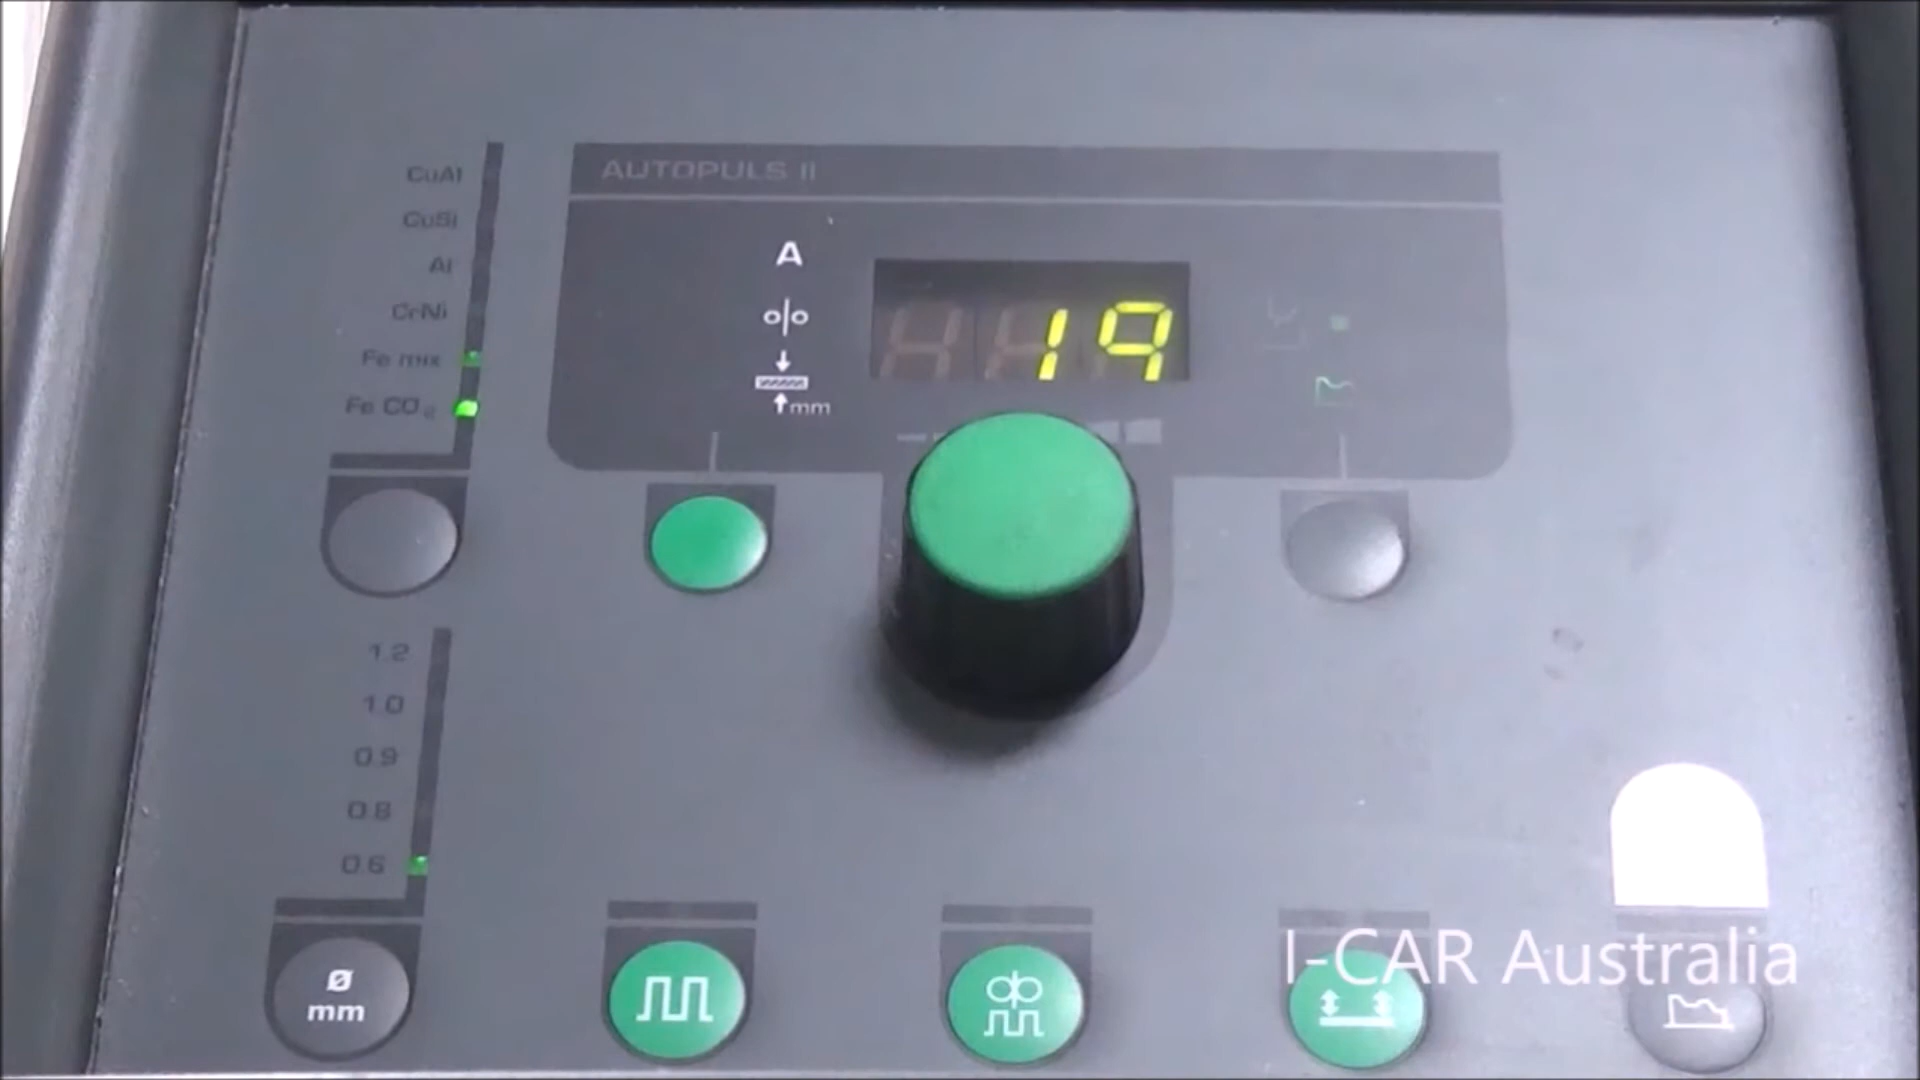 AUTOPULS II
CuAl
CuSi
Al
CrNi
Fe mix
Fe CO2
A
mm
19
1.2
1.0
0.9
0.8
0.6
Ø
mm
I-CAR Australia